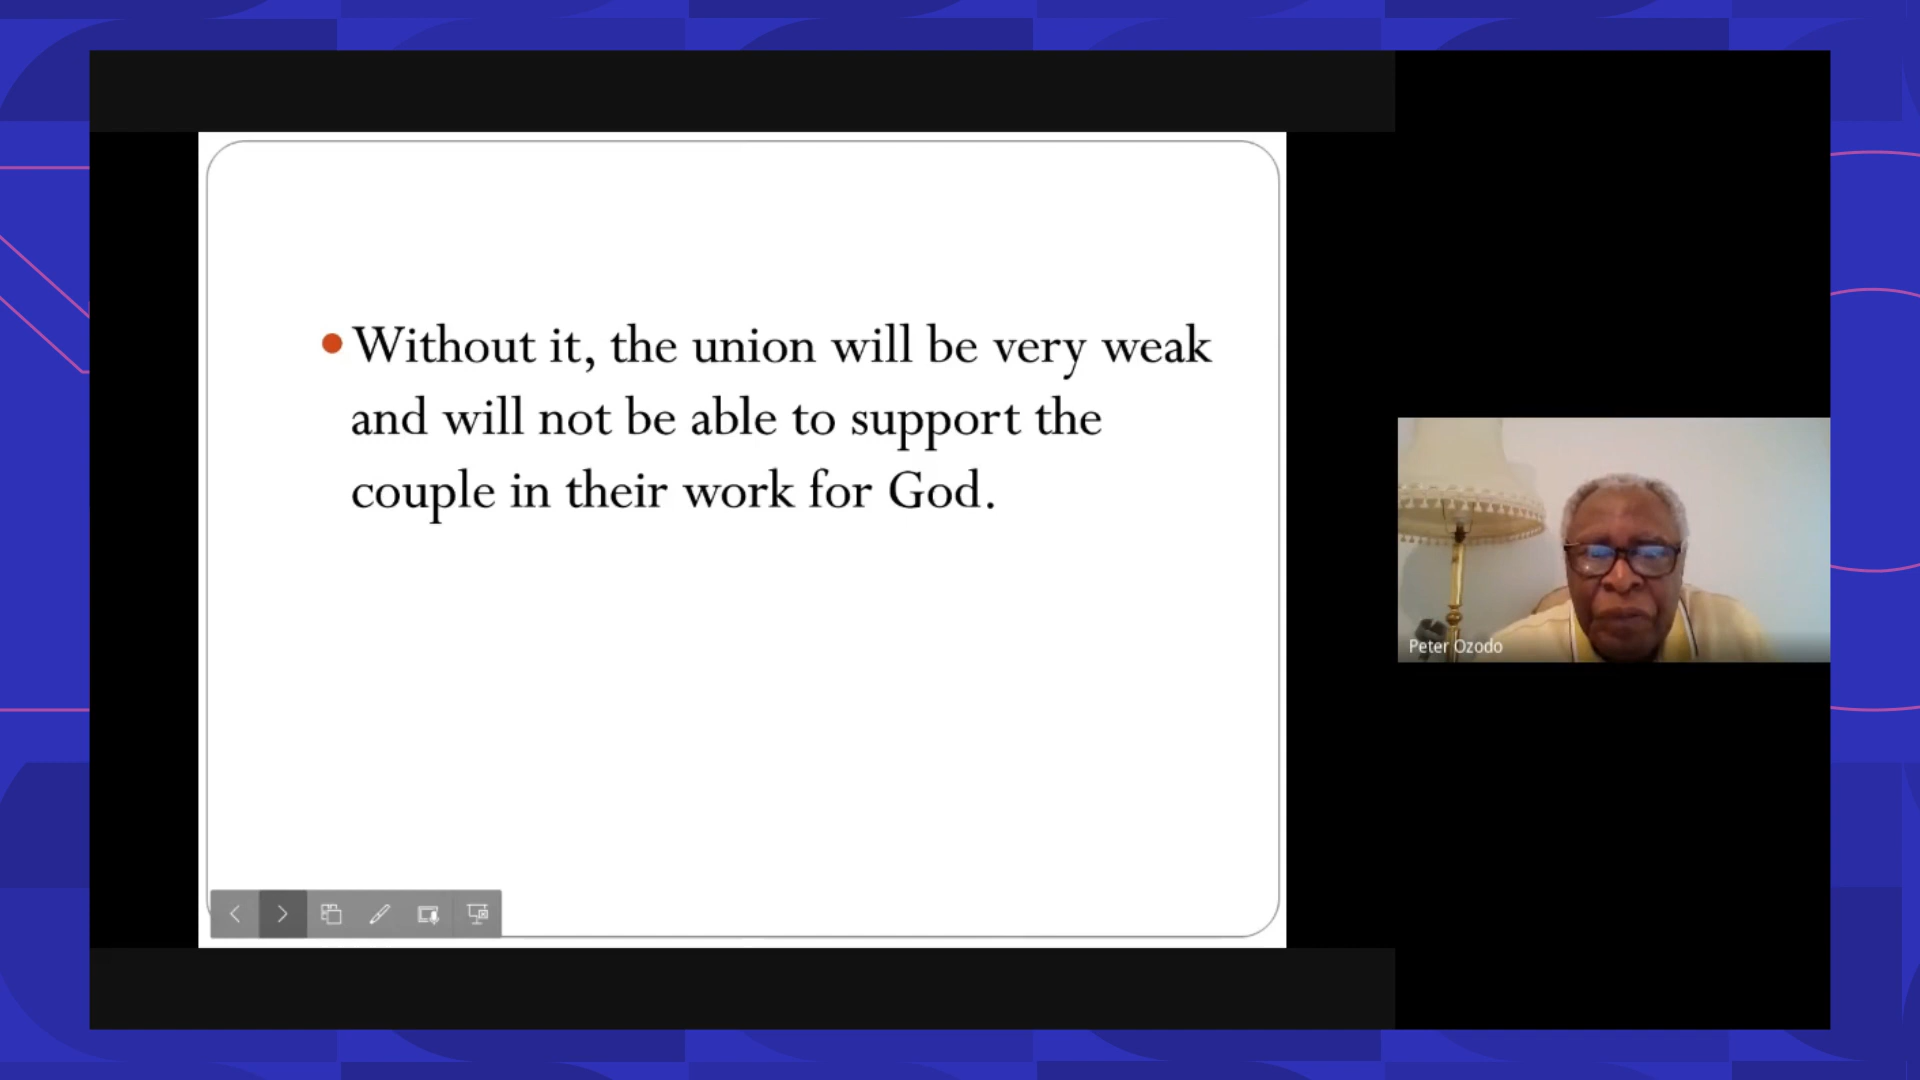 Without it, the union will be very weak
and will not be able to support the
couple in their work for God.
Peter Ozodo